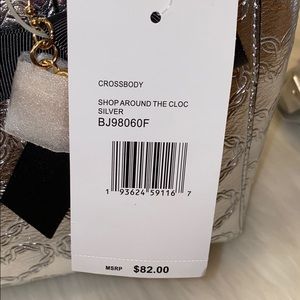 CROSSBODY
SHOP AROUND THE CLOC
SILVER
BJ98060F
1 93624 59116 7
MSRP $82.00